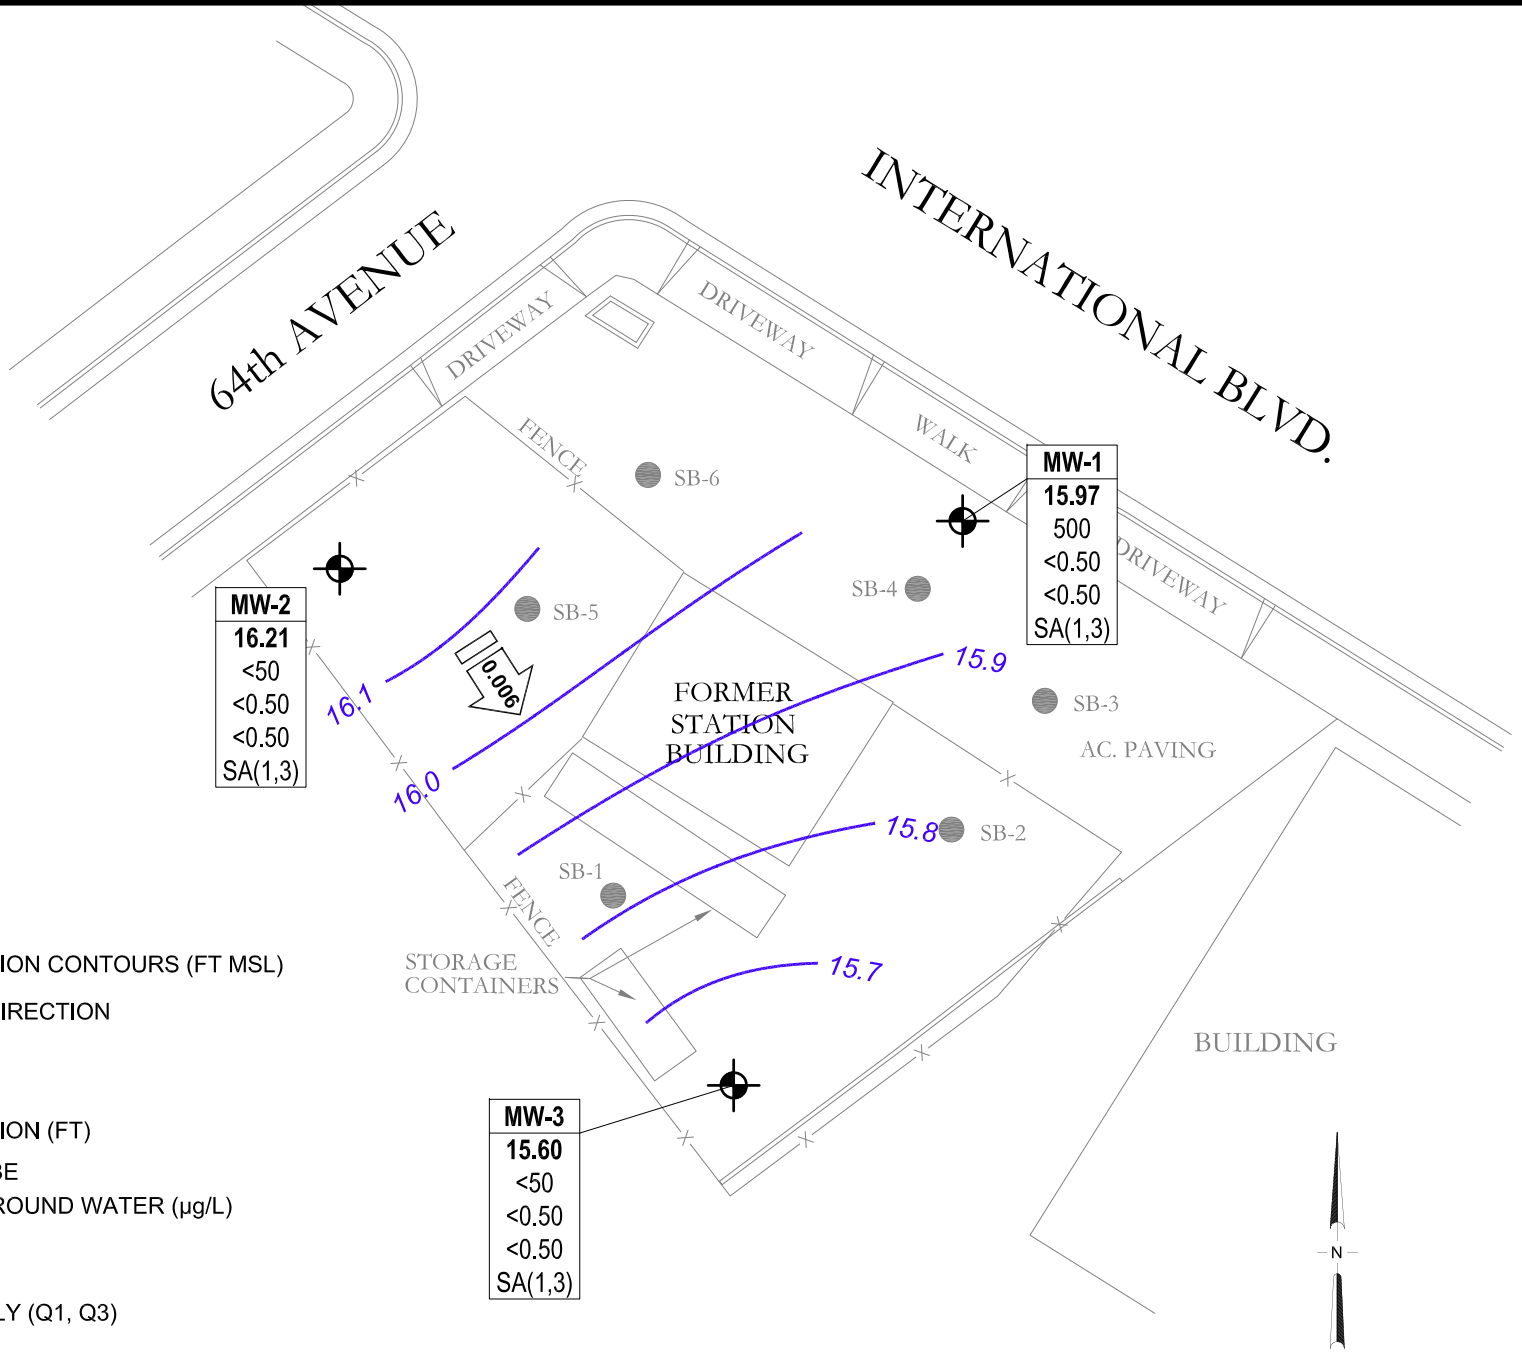 INTERNATIONAL BLVD.
64th AVENUE
DRIVEWAY
DRIVEWAY
WALK
DRIVEWAY
FENCE
SB-6
MW-1
15.97
500
<0.50
<0.50
SA(1,3)
MW-2
16.21
<50
<0.50
<0.50
SA(1,3)
SB-5
SB-4
0.006
16.1
16.0
15.9
FORMER
STATION
BUILDING
SB-3
AC. PAVING
15.8
SB-2
SB-1
FENCE
STORAGE
CONTAINERS
15.7
BUILDING
MW-3
15.60
<50
<0.50
<0.50
SA(1,3)
ION CONTOURS (FT MSL)
IRECTION
ION (FT)
BE
ROUND WATER (µg/L)
LY (Q1, Q3)
N